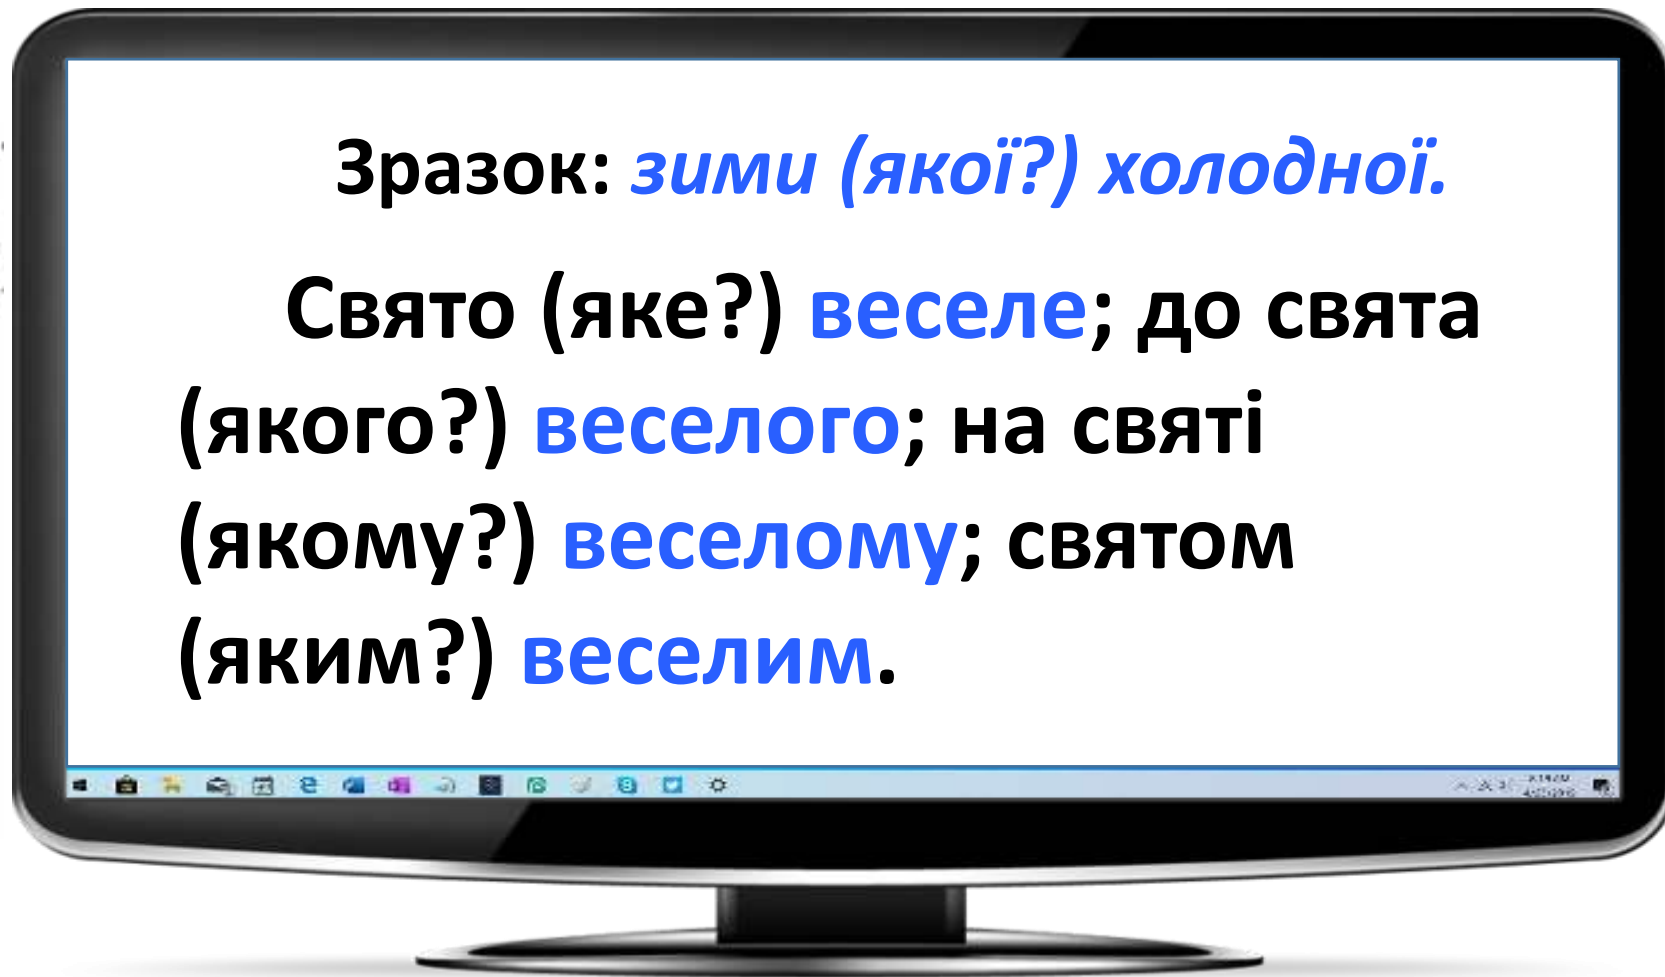 Зразок: зими (якої?) холодної.
Свято (яке?) веселе; до свята
(якого?) веселого; на святі
(якому?) веселому; святом
(яким?) веселим.